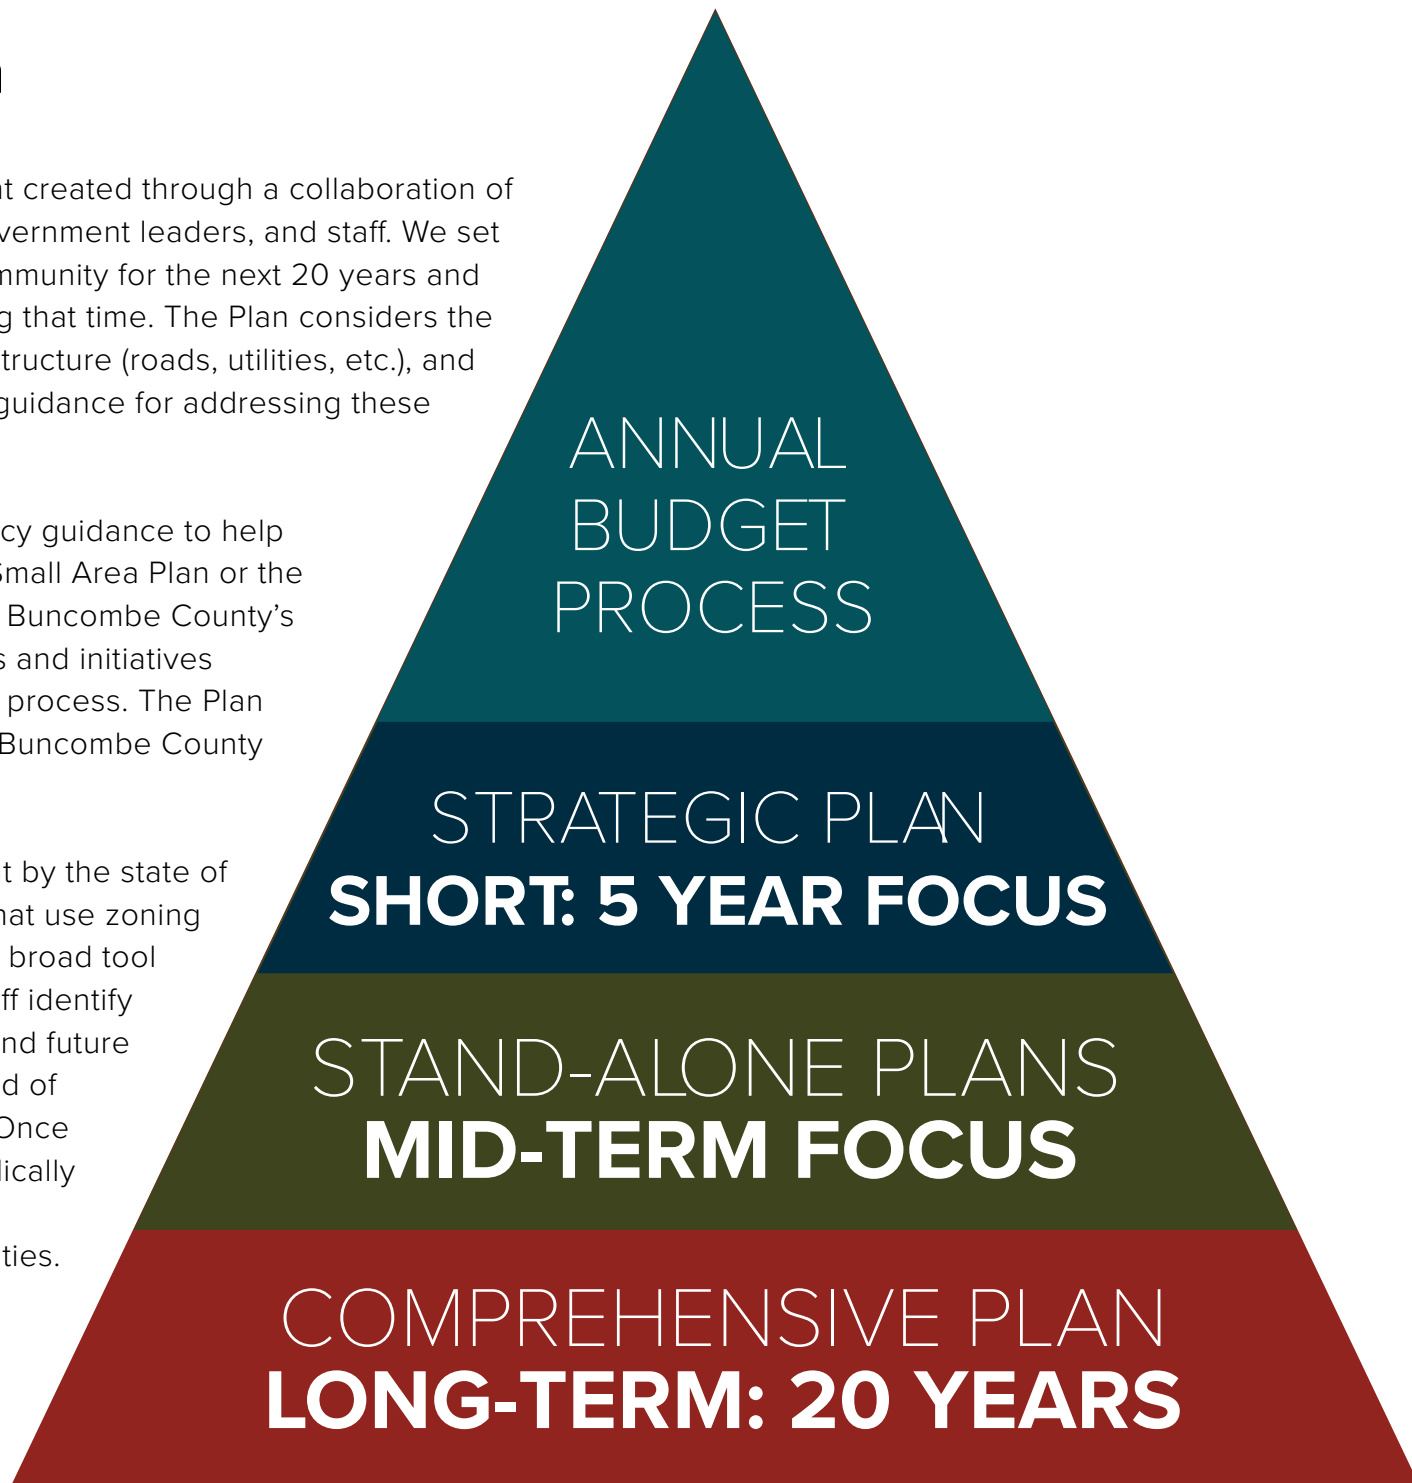 t created through a collaboration of
vernment leaders, and staff. We set
mmunity for the next 20 years and
g that time. The Plan considers the
tructure (roads, utilities, etc.), and
guidance for addressing these
cy guidance to help
Small Area Plan or the
Buncombe County’s
s and initiatives
process. The Plan
Buncombe County
t by the state of
hat use zoning
broad tool
ff identify
nd future
d of
Once
lically
ties.
ANNUAL
BUDGET
PROCESS
STRATEGIC PLAN
SHORT: 5 YEAR FOCUS
STAND-ALONE PLANS
MID-TERM FOCUS
COMPREHENSIVE PLAN
LONG-TERM: 20 YEARS